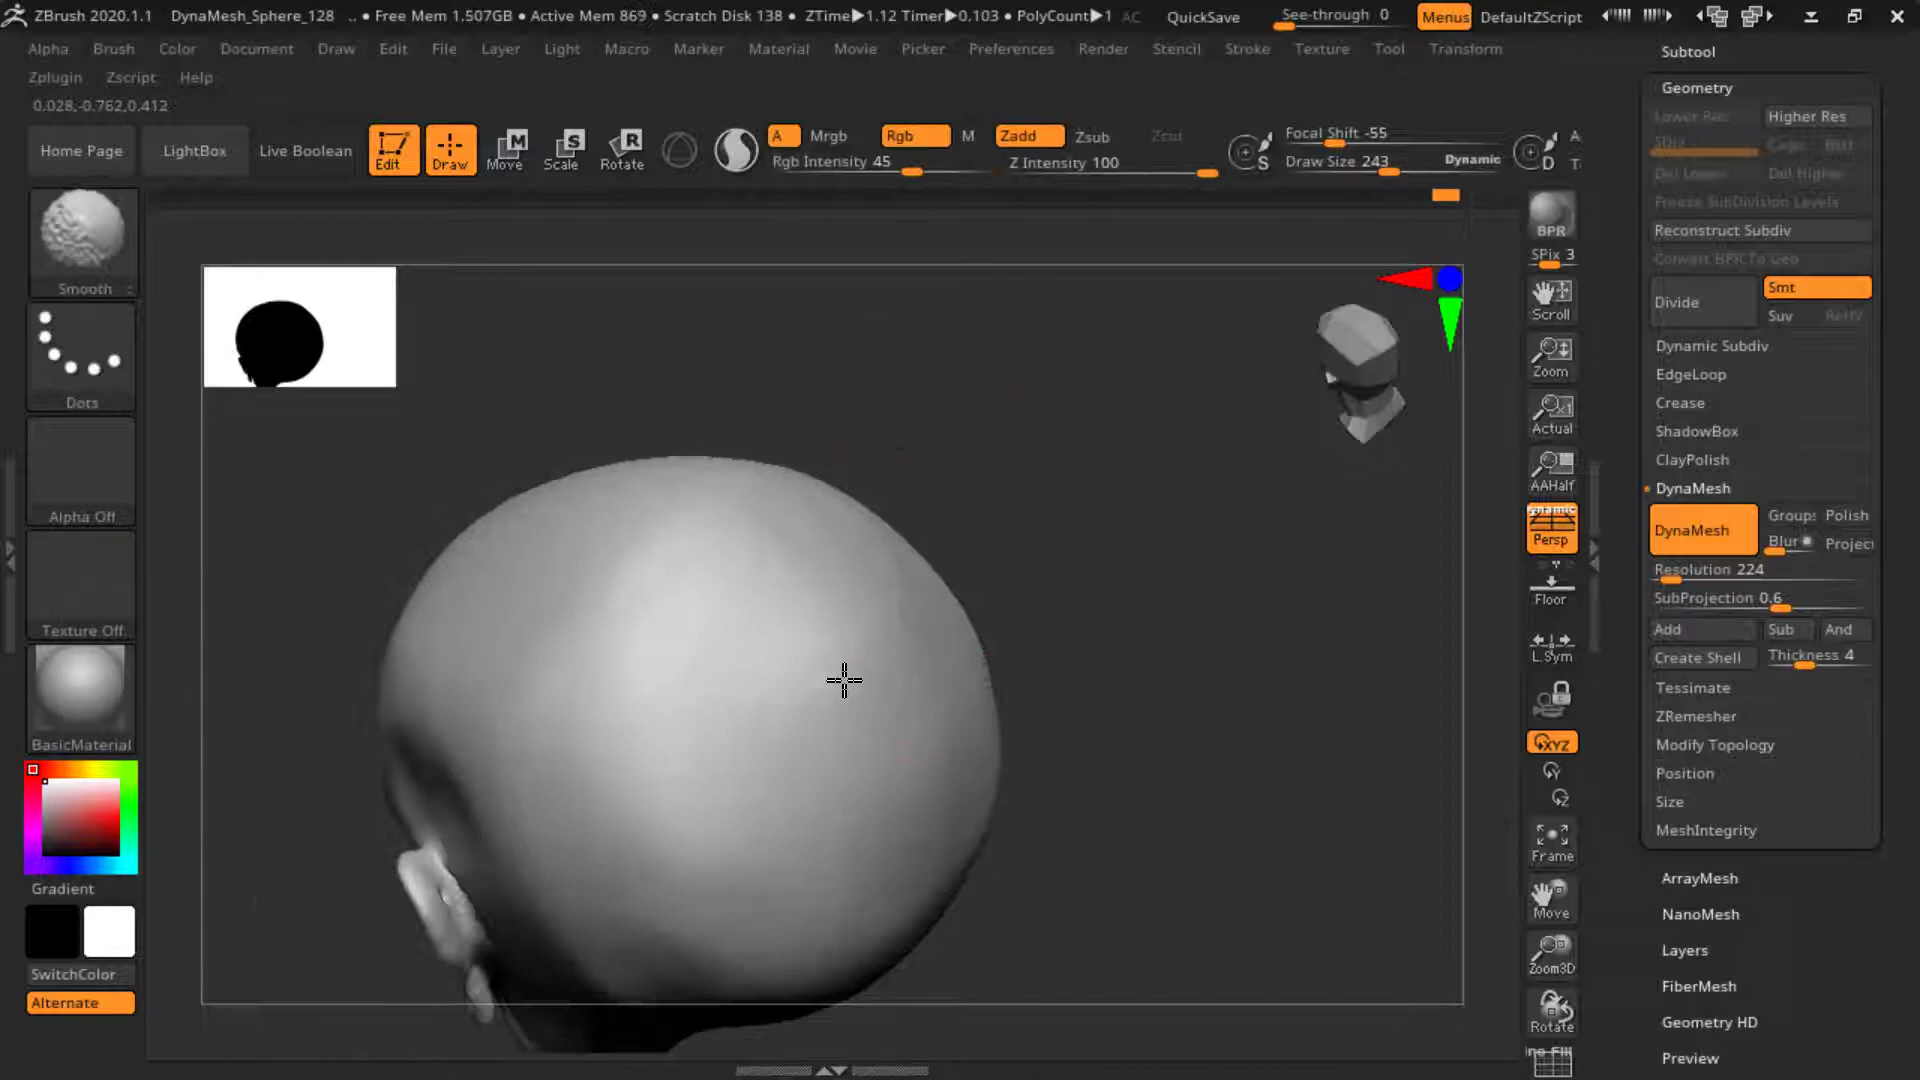 ZBrush 2020.1.1 DynaMesh_Sphere_128 .. ● Free Mem 1.507GB ● Active Mem 869 ● Scratch Disk 138 ● ZTime▶1.12 Timer▶0.103 ● PolyCount▶1 AC QuickSave See-through 0 Menus DefaultZScript
Alpha Brush Color Document Draw Edit File Layer Light Macro Marker Material Movie Picker Preferences Render Stencil Stroke Texture Tool Transform
Zplugin Zscript Help
0.028,-0.762,0.412
Home Page LightBox Live Boolean Edit Draw Move Scale Rotate
A Mrgb Rgb M Zadd Zsub Zcut
Rgb Intensity 45 Z Intensity 100
Focal Shift -55
Draw Size 243 Dynamic
S D A
M S R
Smooth
Dots
Alpha Off
Texture Off
BasicMaterial
Gradient
SwitchColor
Alternate
BPR
SPix 3
Scroll
Zoom
Actual
AAHalf
Persp
Floor
L.Sym
XYZ
Y
Z
Frame
Move
Zoom3D
Rotate
Subtool
Geometry
Lower Res Higher Res
SDiv Cage Rstr
Del Lower Del Higher
Freeze SubDivision Levels
Reconstruct Subdiv
Convert BPR To Geo
Divide Smt
Suv ReUV
Dynamic Subdiv
EdgeLoop
Crease
ShadowBox
ClayPolish
DynaMesh
DynaMesh Groups Polish
Blur Projec
Resolution 224
SubProjection 0.6
Add Sub And
Create Shell Thickness 4
Tessimate
ZRemesher
Modify Topology
Position
Size
MeshIntegrity
ArrayMesh
NanoMesh
Layers
FiberMesh
Geometry HD
Preview